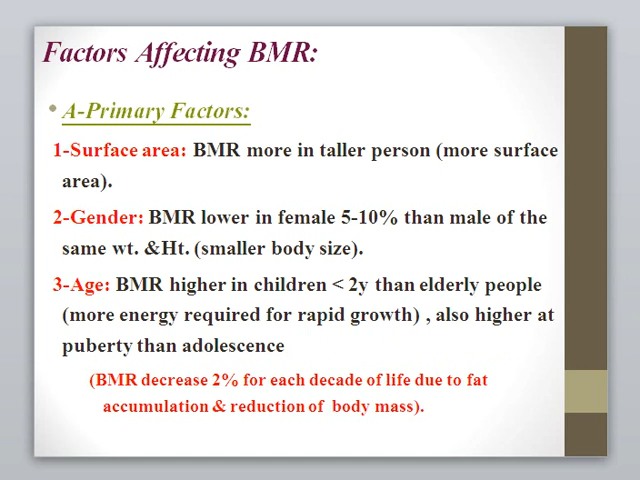 Factors Affecting BMR:
• A-Primary Factors:
1-Surface area: BMR more in taller person (more surface
area).
2-Gender: BMR lower in female 5-10% than male of the
same wt. &Ht. (smaller body size).
3-Age: BMR higher in children < 2y than elderly people
(more energy required for rapid growth) , also higher at
puberty than adolescence
(BMR decrease 2% for each decade of life due to fat
accumulation & reduction of body mass).